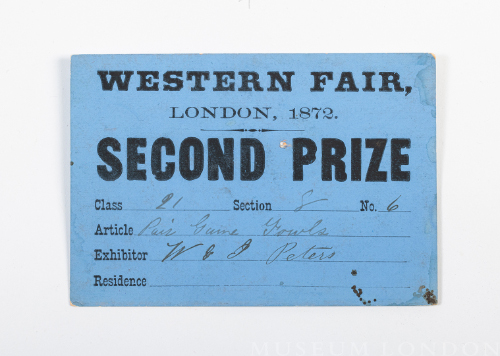 WESTERN FAIR,
LONDON, 1872.
SECOND PRIZE
Class 21 Section 8 No. 6
Article Pair Game Fowls
Exhibitor W & J Peters
Residence
MUSEUM LONDON